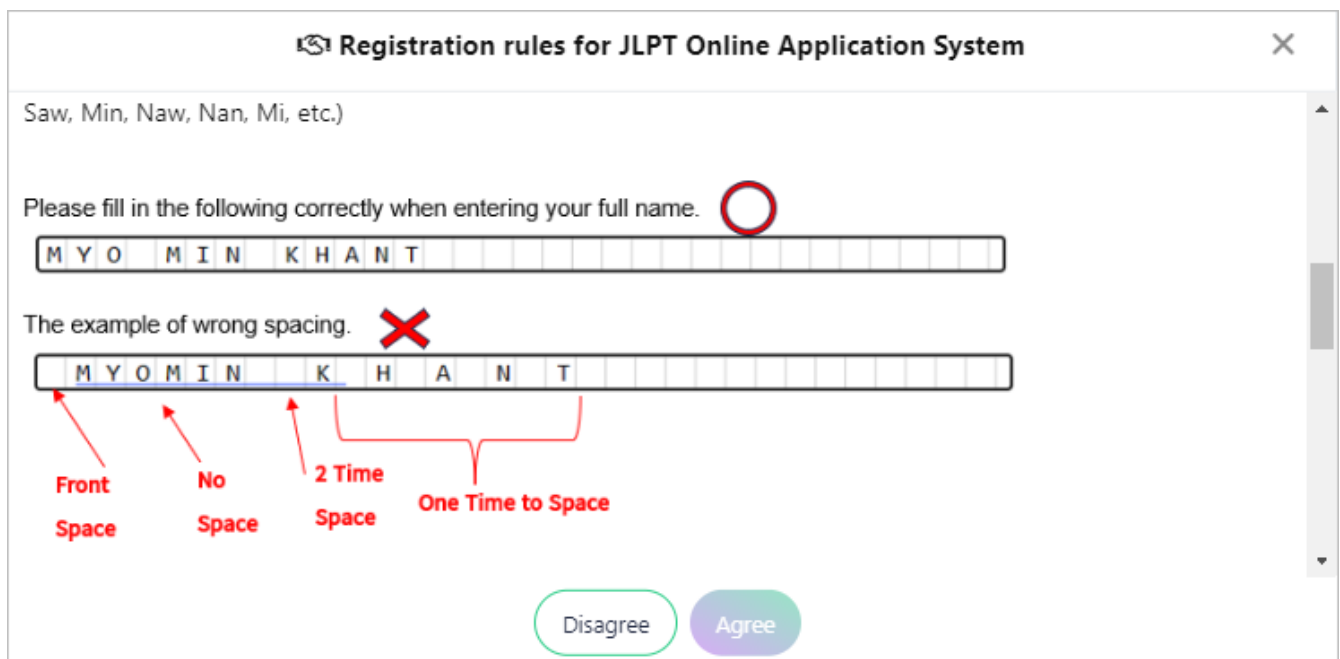 Registration rules for JLPT Online Application System
Saw, Min, Naw, Nan, Mi, etc.)
Please fill in the following correctly when entering your full name.
MYO MIN KHANT
The example of wrong spacing.
 MYOMIN  K H A N T
Front Space
No Space
2 Time Space
One Time to Space
Disagree
Agree